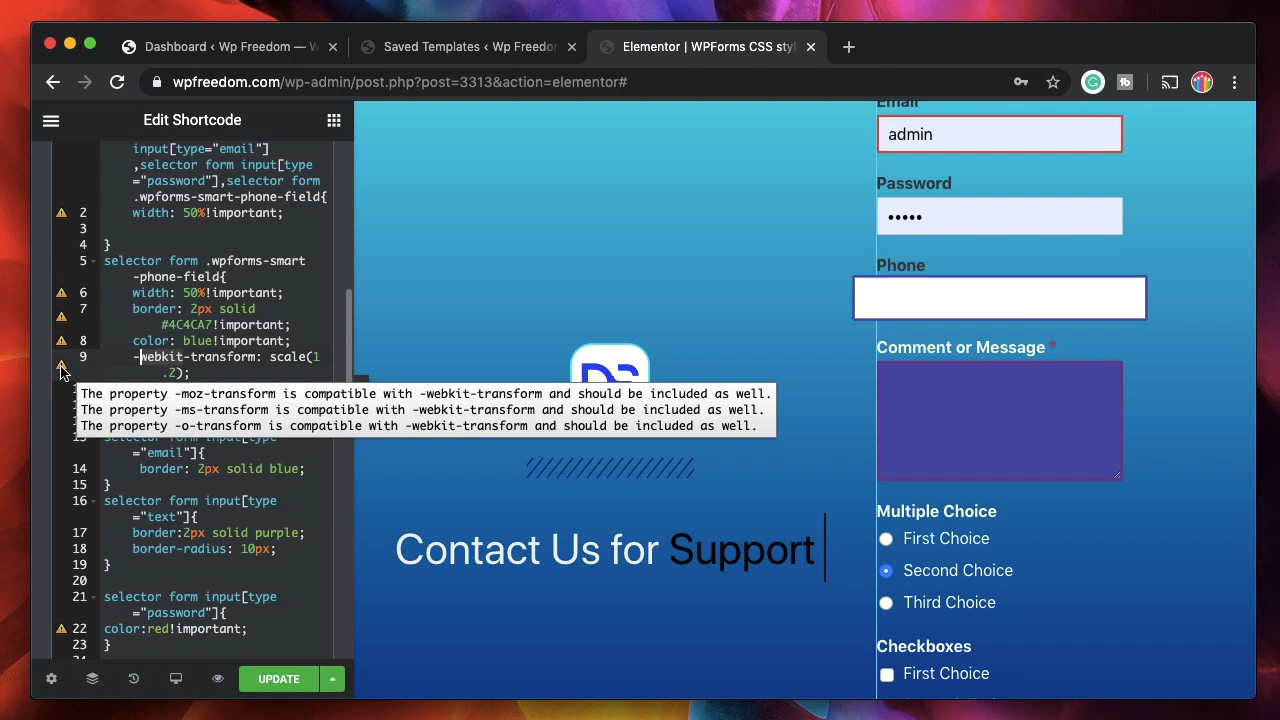 Dashboard ‹ Wp Freedom — W
Saved Templates ‹ Wp Freedor
Elementor | WPForms CSS styl
wpfreedom.com/wp-admin/post.php?post=3313&action=elementor#
Edit Shortcode
input[type="email"]
,selector form input[type
="password"],selector form
.wpforms-smart-phone-field{
2 width: 50%!important;
3
4 }
5 selector form .wpforms-smart
-phone-field{
6 width: 50%!important;
7 border: 2px solid
#4C4CA7!important;
8 color: blue!important;
9 -webkit-transform: scale(1
.2);
The property -moz-transform is compatible with -webkit-transform and should be included as well.
The property -ms-transform is compatible with -webkit-transform and should be included as well.
The property -o-transform is compatible with -webkit-transform and should be included as well.
13 selector form input[type
="email"]{
14 border: 2px solid blue;
15 }
16 selector form input[type
="text"]{
17 border:2px solid purple;
18 border-radius: 10px;
19 }
20
21 selector form input[type
="password"]{
22 color:red!important;
23 }
UPDATE
Contact Us for Support
Email
admin
Password
•••••
Phone
Comment or Message *
Multiple Choice
First Choice
Second Choice
Third Choice
Checkboxes
First Choice